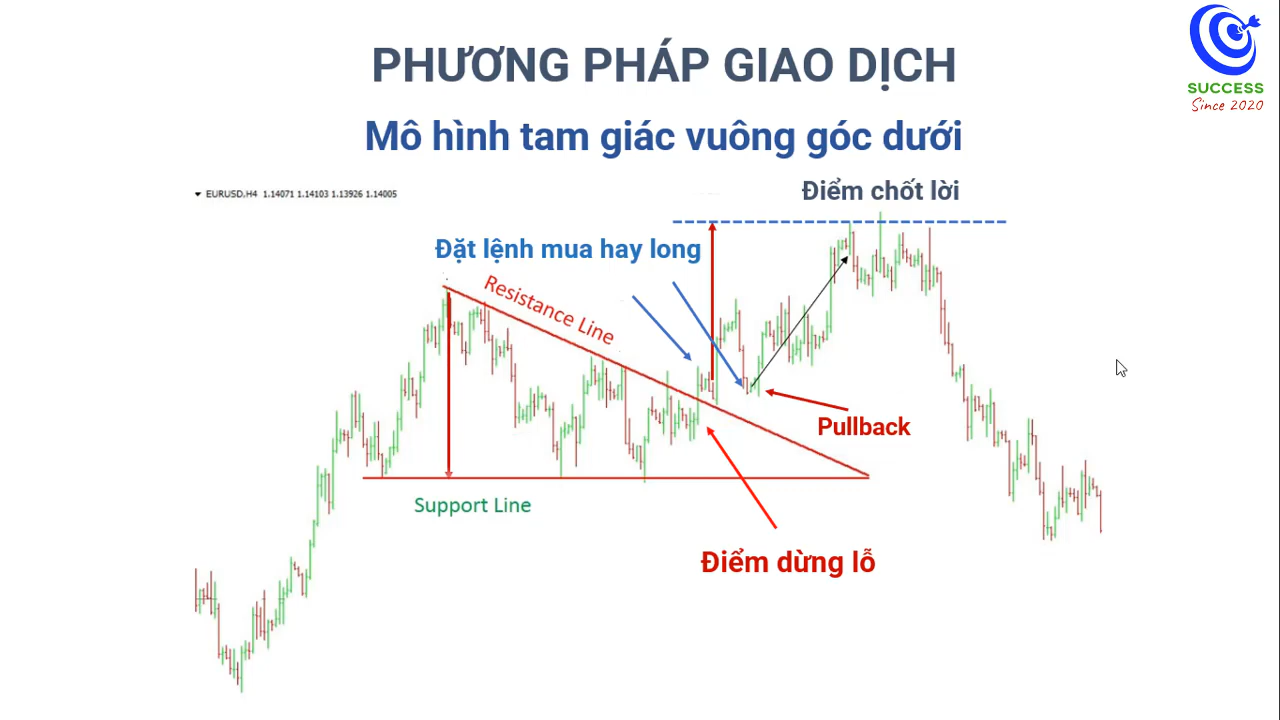 SUCCESS
Since 2020
PHƯƠNG PHÁP GIAO DỊCH
Mô hình tam giác vuông góc dưới
EURUSD,H4 1.14071 1.14103 1.13926 1.14005
Điểm chốt lời
Đặt lệnh mua hay long
Resistance Line
Pullback
Support Line
Điểm dừng lỗ